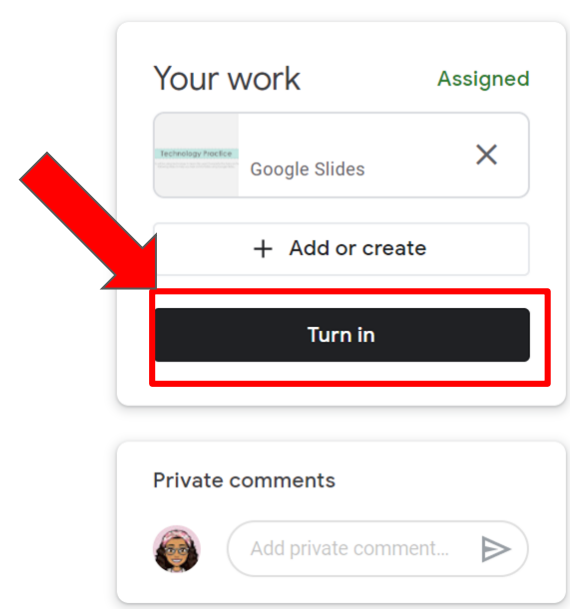 Your work
Assigned
Technology Practice
Google Slides
+ Add or create
Turn in
Private comments
Add private comment...